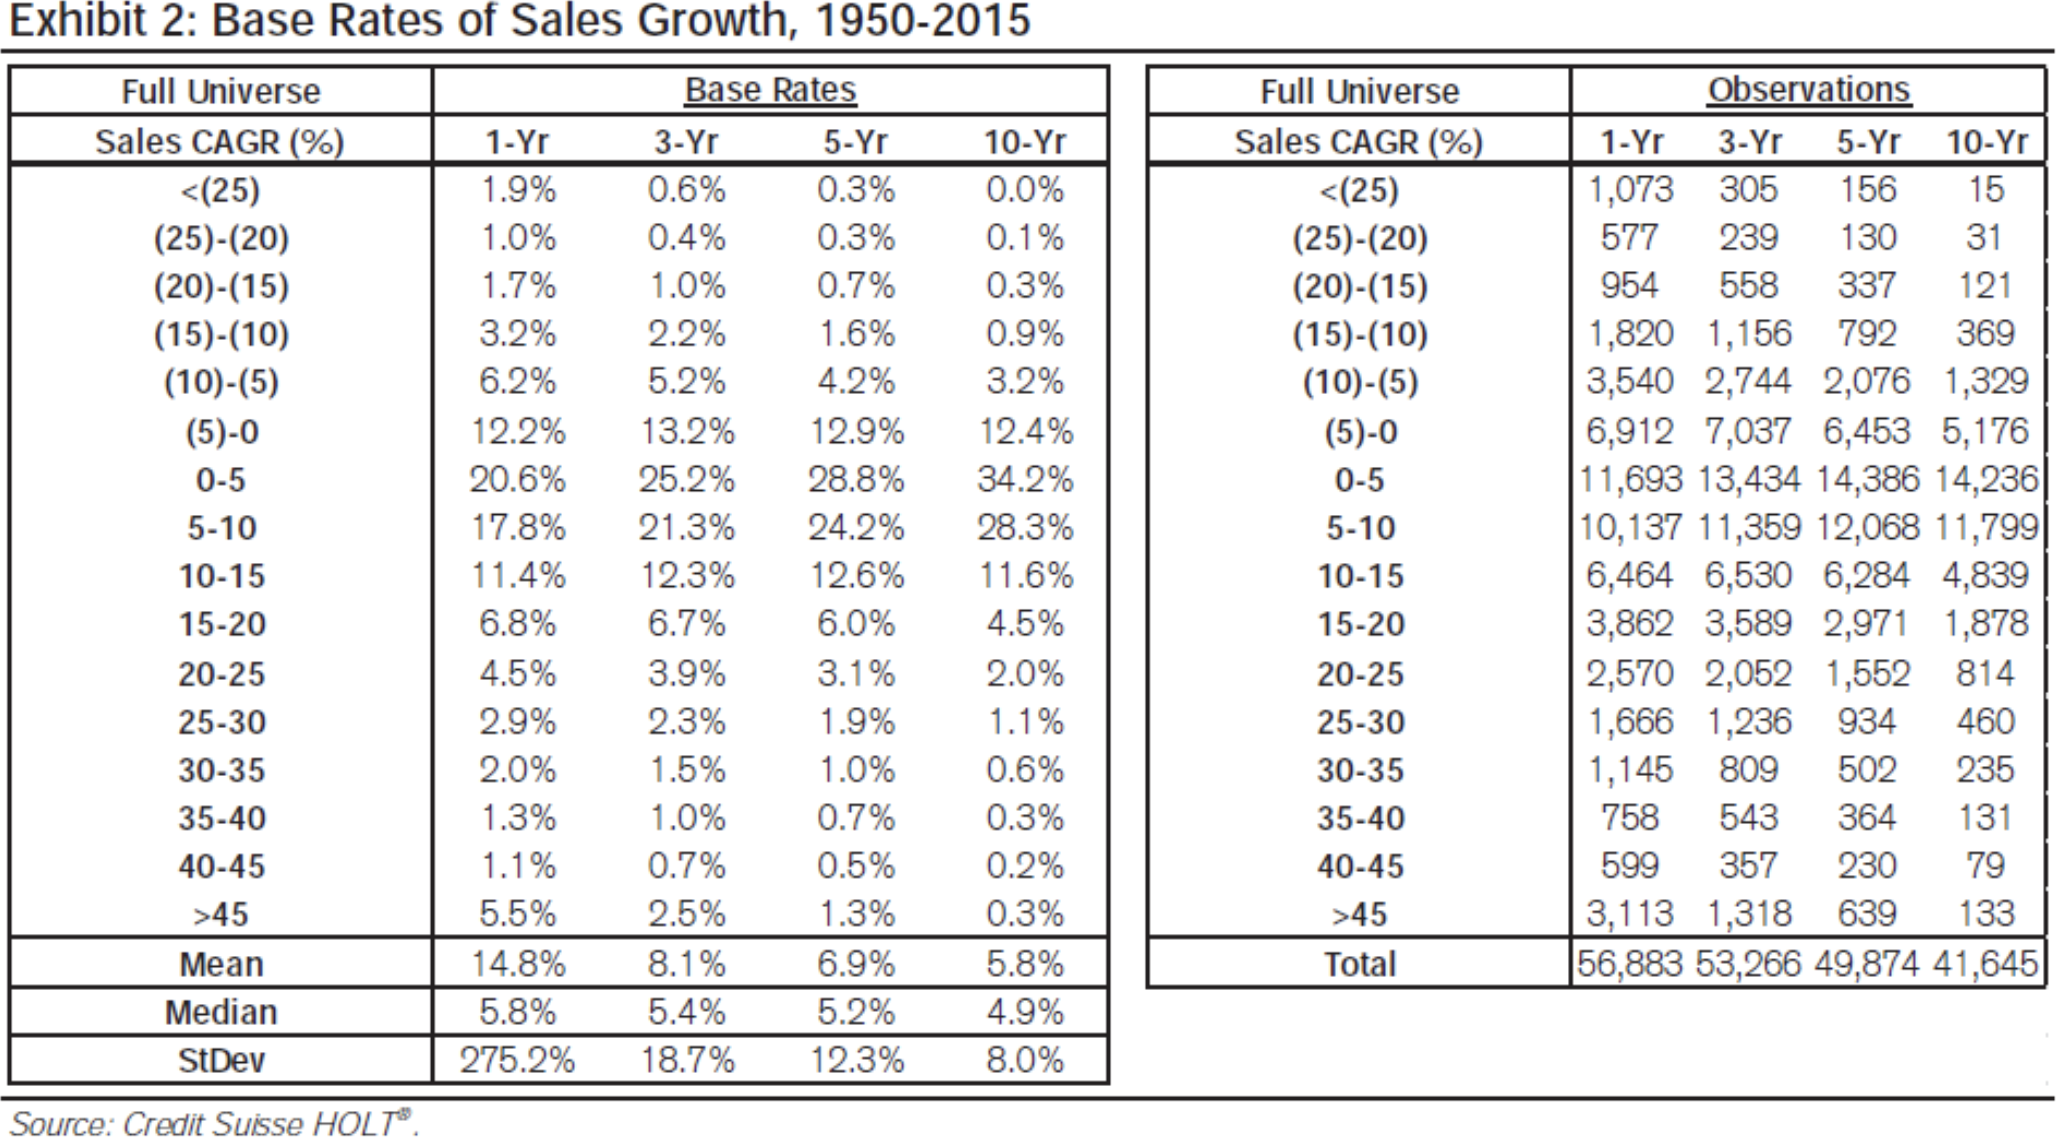 Exhibit 2: Base Rates of Sales Growth, 1950-2015
Full Universe Base Rates
Sales CAGR (%) 1-Yr 3-Yr 5-Yr 10-Yr
<(25) 1.9% 0.6% 0.3% 0.0%
(25)-(20) 1.0% 0.4% 0.3% 0.1%
(20)-(15) 1.7% 1.0% 0.7% 0.3%
(15)-(10) 3.2% 2.2% 1.6% 0.9%
(10)-(5) 6.2% 5.2% 4.2% 3.2%
(5)-0 12.2% 13.2% 12.9% 12.4%
0-5 20.6% 25.2% 28.8% 34.2%
5-10 17.8% 21.3% 24.2% 28.3%
10-15 11.4% 12.3% 12.6% 11.6%
15-20 6.8% 6.7% 6.0% 4.5%
20-25 4.5% 3.9% 3.1% 2.0%
25-30 2.9% 2.3% 1.9% 1.1%
30-35 2.0% 1.5% 1.0% 0.6%
35-40 1.3% 1.0% 0.7% 0.3%
40-45 1.1% 0.7% 0.5% 0.2%
>45 5.5% 2.5% 1.3% 0.3%
Mean 14.8% 8.1% 6.9% 5.8%
Median 5.8% 5.4% 5.2% 4.9%
StDev 275.2% 18.7% 12.3% 8.0%
Full Universe Observations
Sales CAGR (%) 1-Yr 3-Yr 5-Yr 10-Yr
<(25) 1,073 305 156 15
(25)-(20) 577 239 130 31
(20)-(15) 954 558 337 121
(15)-(10) 1,820 1,156 792 369
(10)-(5) 3,540 2,744 2,076 1,329
(5)-0 6,912 7,037 6,453 5,176
0-5 11,693 13,434 14,386 14,236
5-10 10,137 11,359 12,068 11,799
10-15 6,464 6,530 6,284 4,839
15-20 3,862 3,589 2,971 1,878
20-25 2,570 2,052 1,552 814
25-30 1,666 1,236 934 460
30-35 1,145 809 502 235
35-40 758 543 364 131
40-45 599 357 230 79
>45 3,113 1,318 639 133
Total 56,883 53,266 49,874 41,645
Source: Credit Suisse HOLT®.